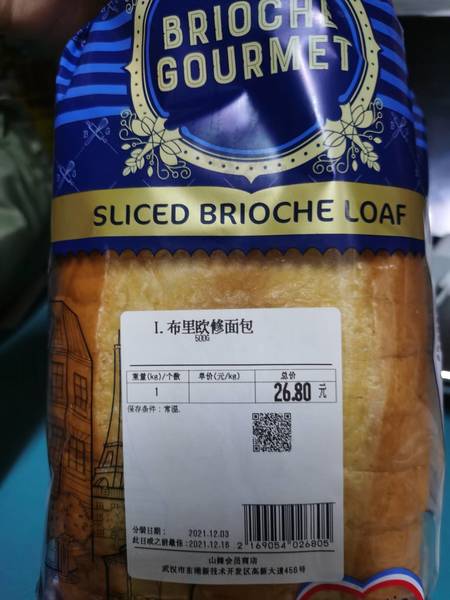 BRIOCHE
GOURMET
SLICED BRIOCHE LOAF
I.布里欧修面包
500G
重量(kg)/个数 单价(元/kg) 总价
1 26.80 元
保存条件：常温.
分装日期： 2021.12.03
此日或之前最佳：2021.12.16
2 169054 026805
山姆会员商店
武汉市东湖新技术开发区高新大道456号